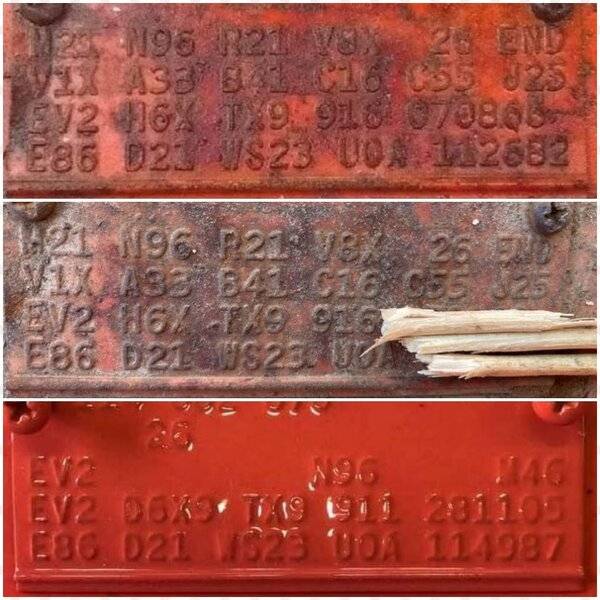 M21 N96 R21 V8X 26 END
V1X A33 B41 C16 C55 J25
EV2 H6X TX9 916
E86 D21 WS23 U0A 112682
M21 N96 R21 V8X 26 END
V1X A33 B41 C16 C55 J25
EV2 H6X TX9 916
E86 D21 WS23 U0A
26
EV2 N96 M46
EV2 D6X9 TX9 911 281105
E86 D21 WS23 U0A 114987